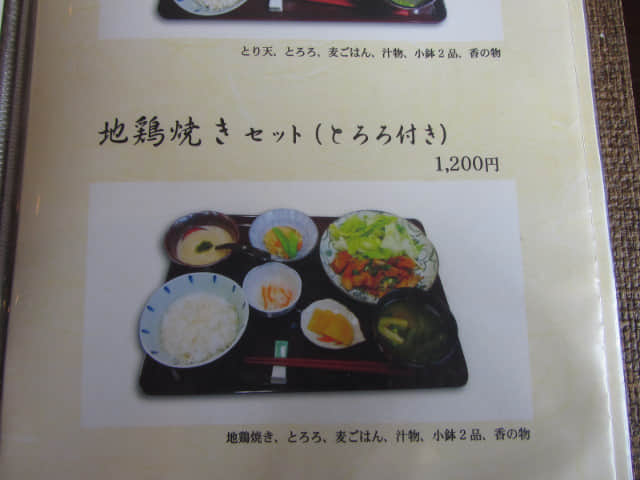 とり天、とろろ、麦ごはん、汁物、小鉢２品、香の物
地鶏焼き セット（とろろ付き）
1,200円
地鶏焼き、とろろ、麦ごはん、汁物、小鉢２品、香の物